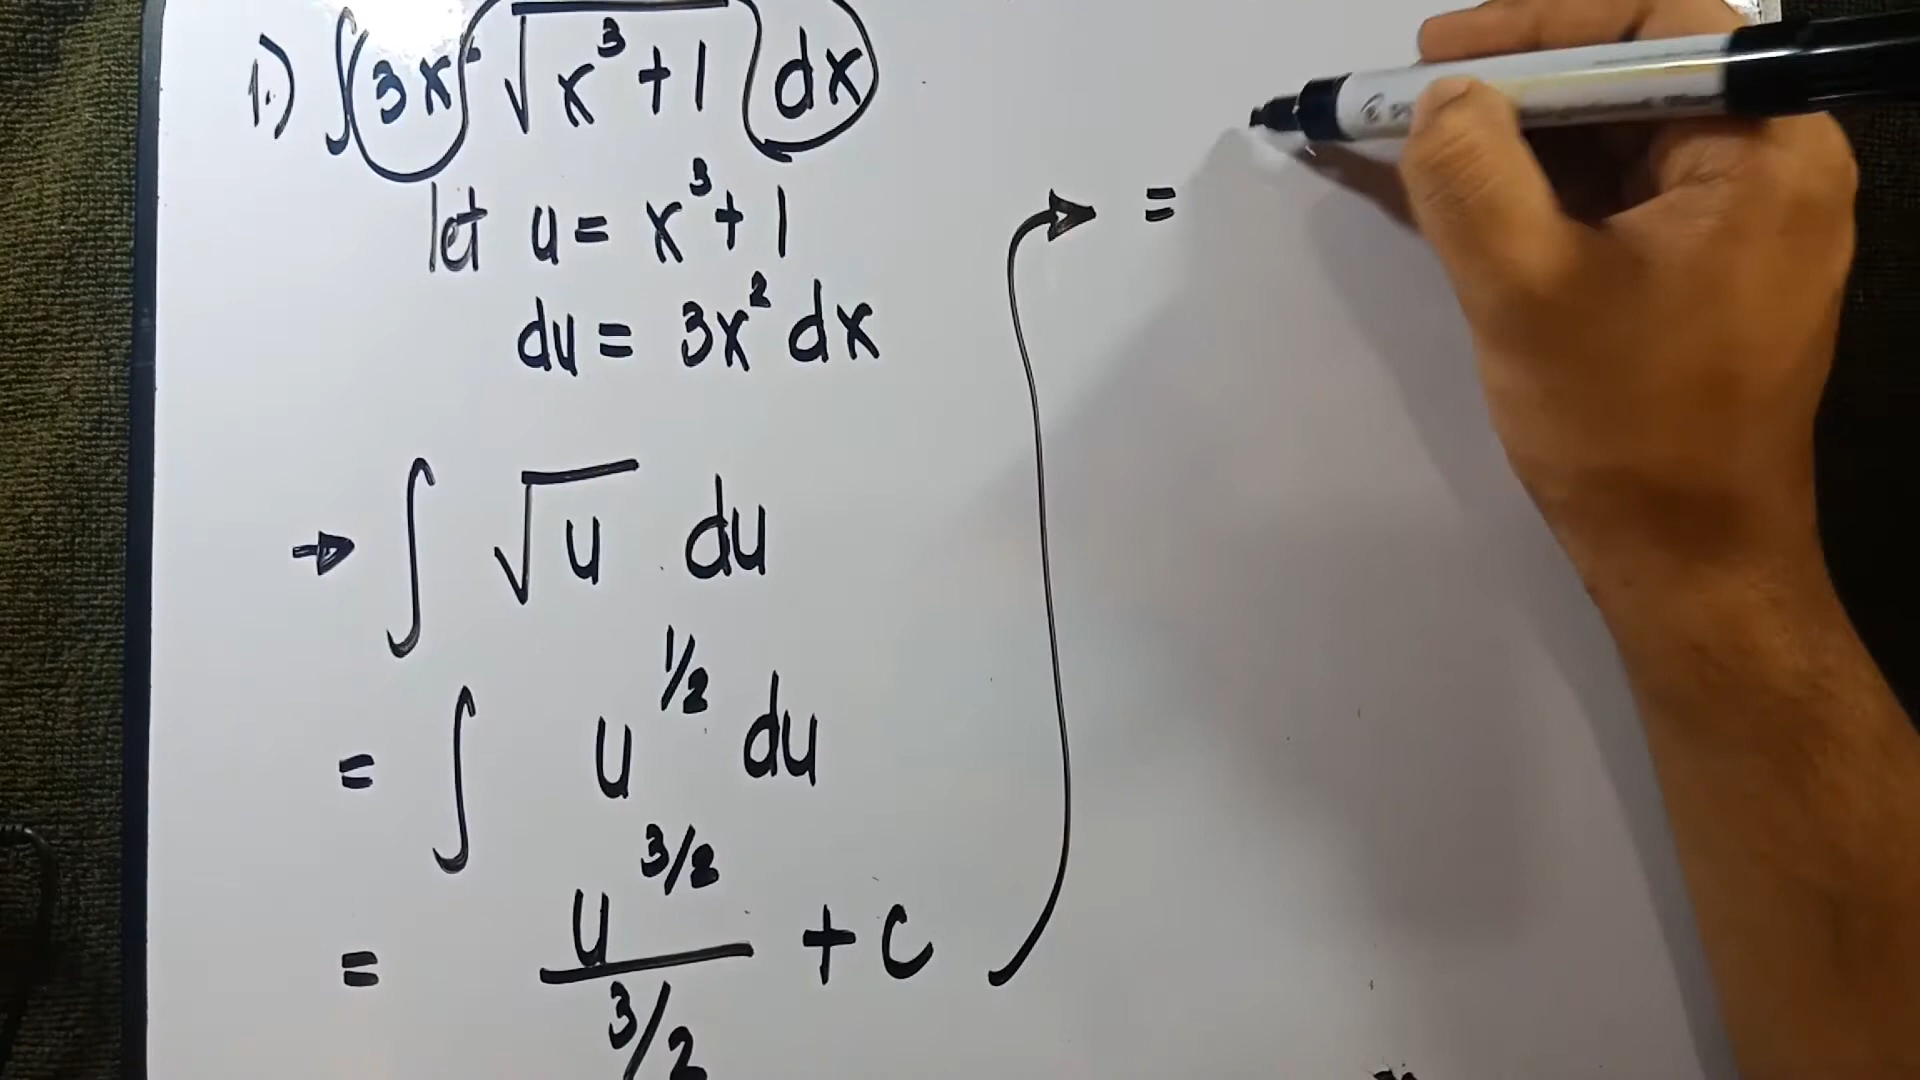 1.) ∫ 3x² √(x³+1) dx
let u = x³+1
du = 3x² dx
→ ∫ √u du
= ∫ u^(1/2) du
= u^(3/2) / (3/2) + c
→ =